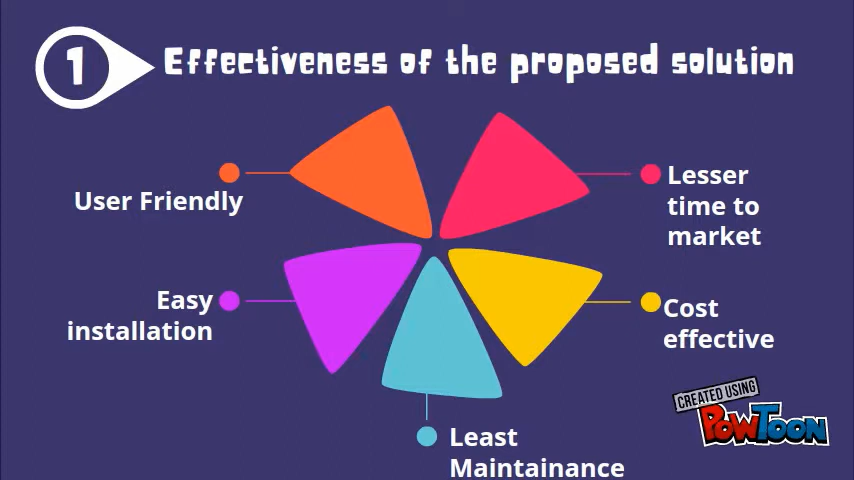 1
Effectiveness of the proposed solution
User Friendly
Lesser
time to
market
Easy
installation
Cost
effective
Least
Maintainance
CREATED USING
POWTOON